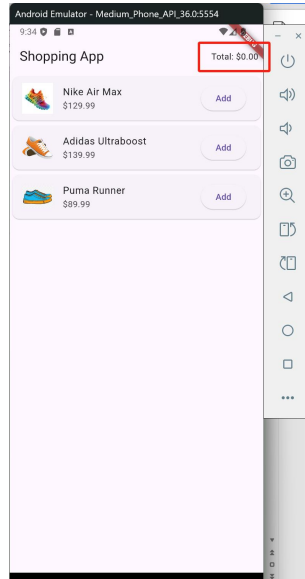 Android Emulator - Medium_Phone_API_36.0:5554
9:34
Shopping App
Total: $0.00
Nike Air Max
$129.99
Add
Adidas Ultraboost
$139.99
Add
Puma Runner
$89.99
Add